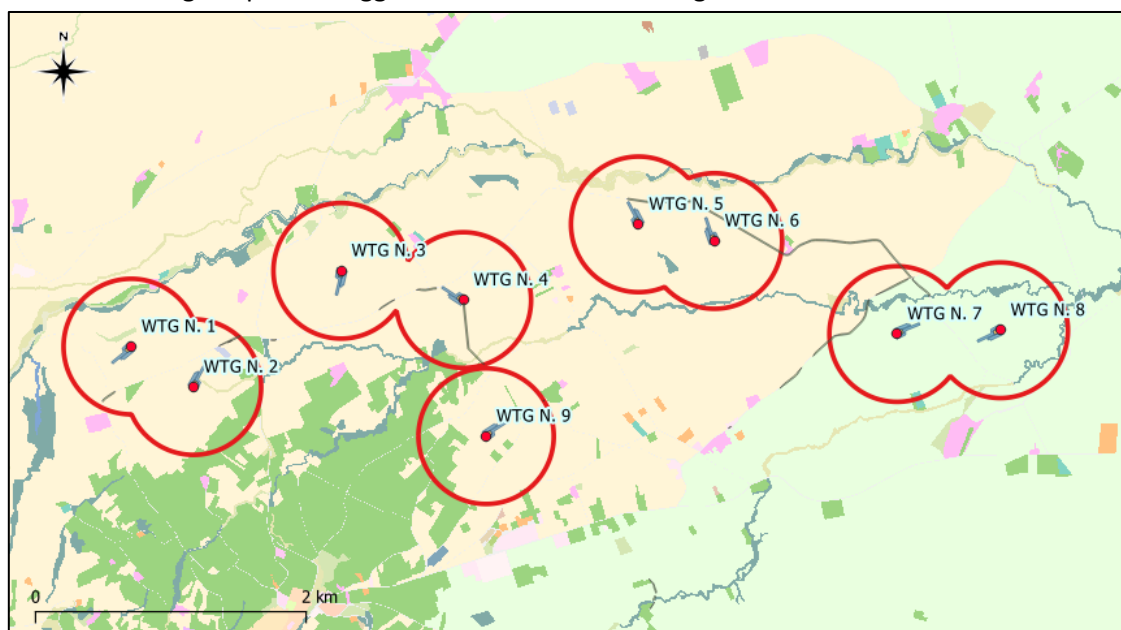 N
WTG N. 5
WTG N. 6
WTG N. 3
WTG N. 4
WTG N. 1
WTG N. 2
WTG N. 7
WTG N. 8
WTG N. 9
0
2 km